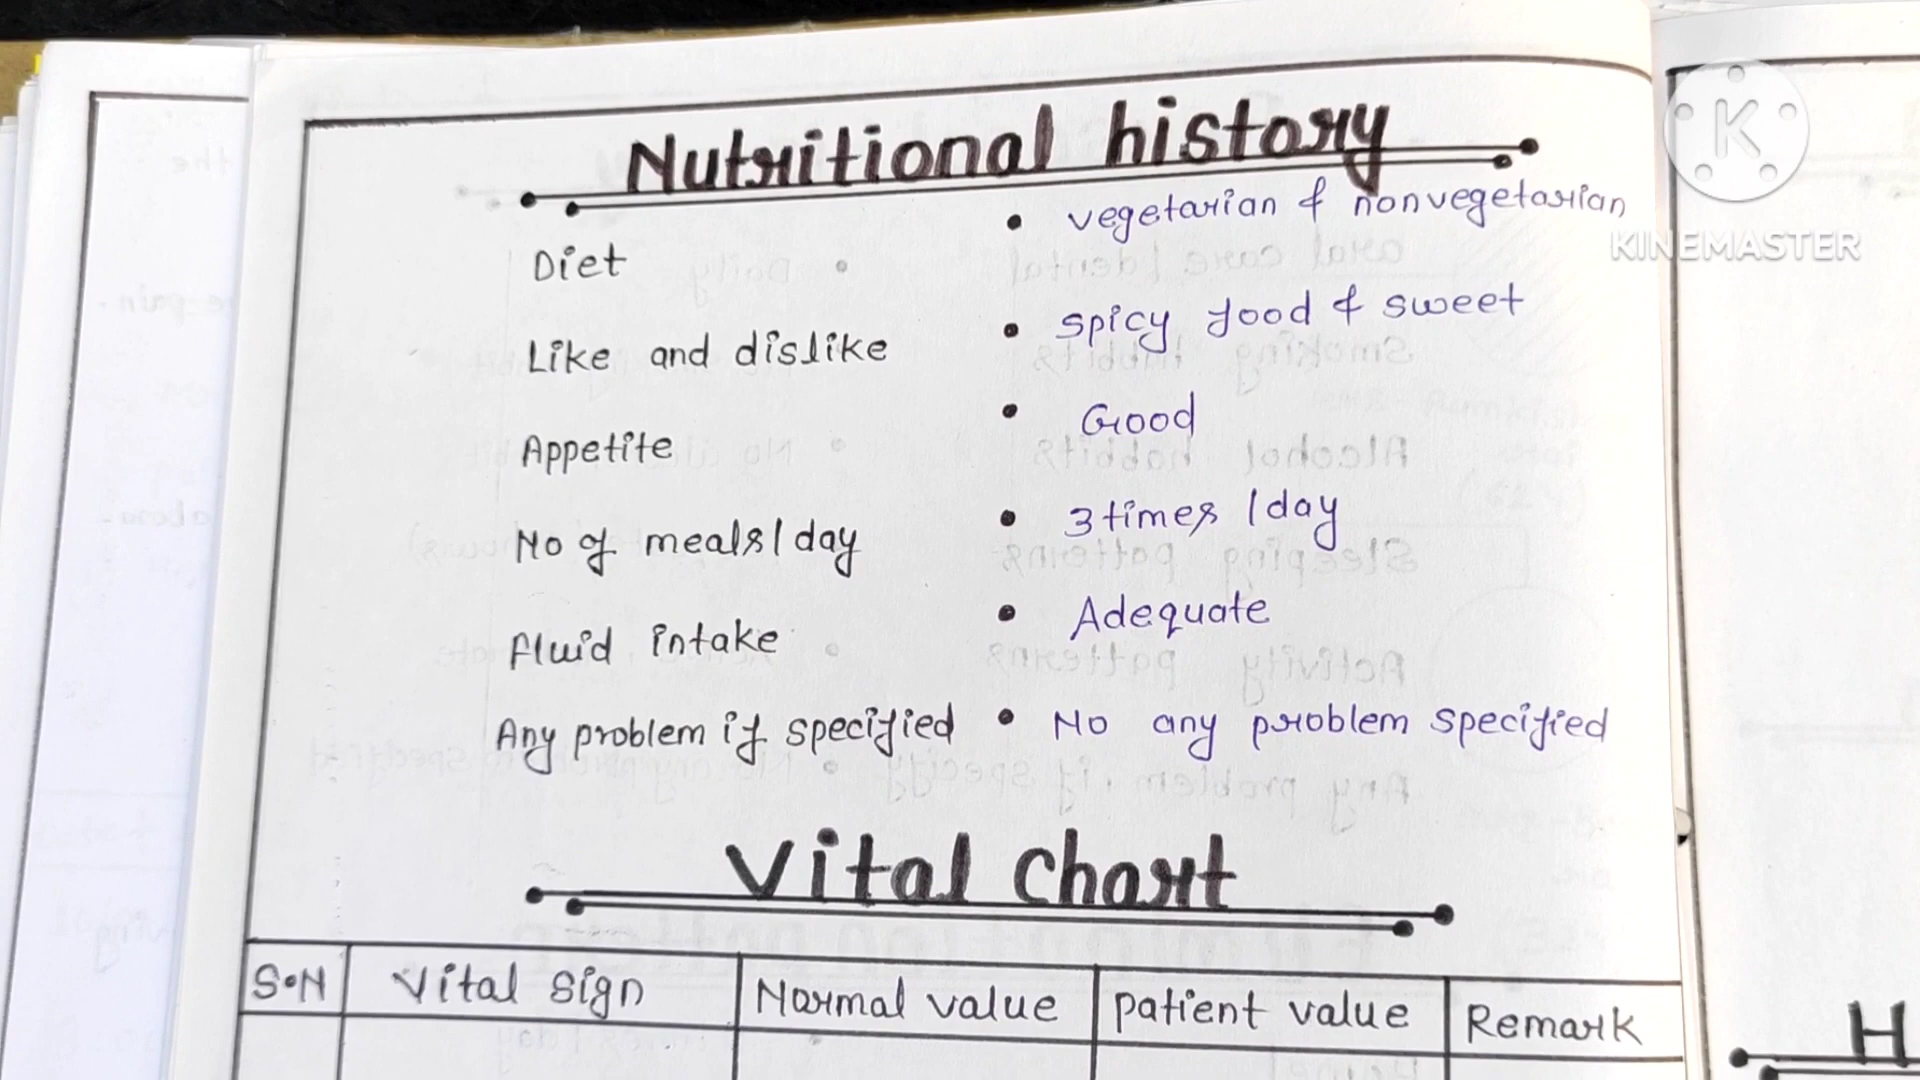 Nutritional history
Diet • vegetarian & nonvegetarian
Like and dislike • spicy food & sweet
Appetite • Good
No of meals/day • 3times /day
Fluid intake • Adequate
Any problem if specified • No any problem specified
Vital Chart
S.N Vital sign Normal value Patient value Remark
K
KINEMASTER
H